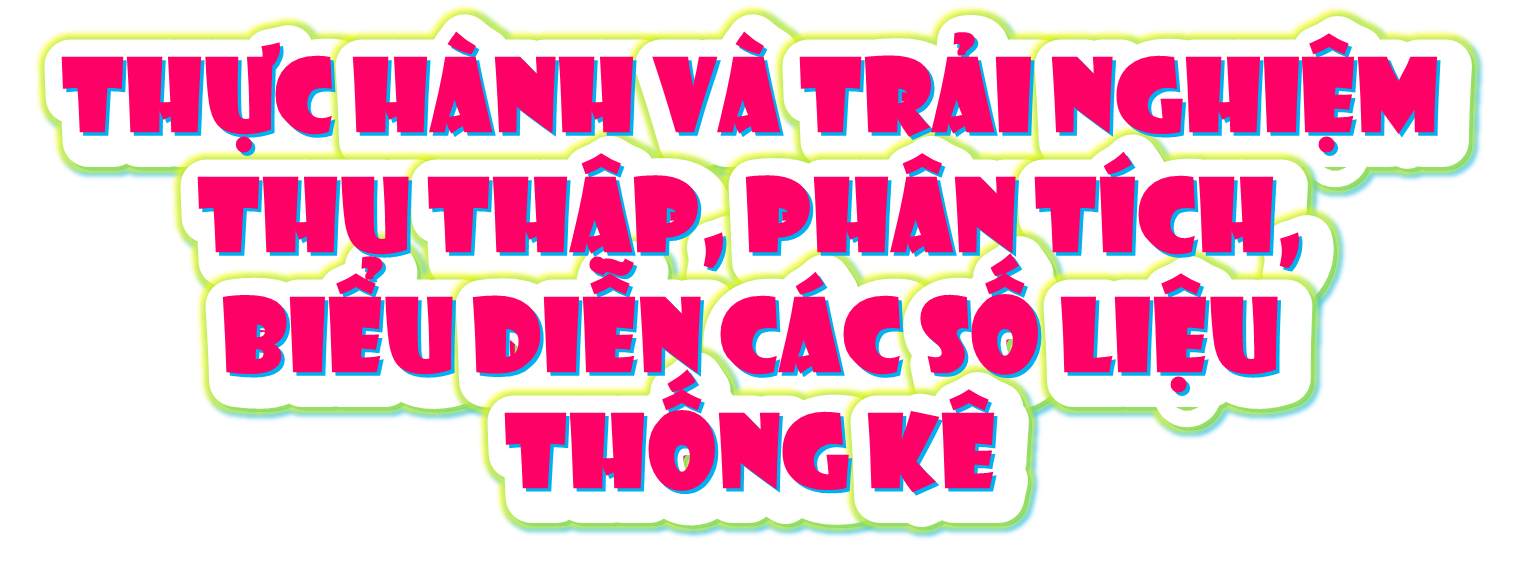 THỰC HÀNH VÀ TRẢI NGHIỆM
THU THẬP, PHÂN TÍCH,
BIỂU DIỄN CÁC SỐ LIỆU
THỐNG KÊ